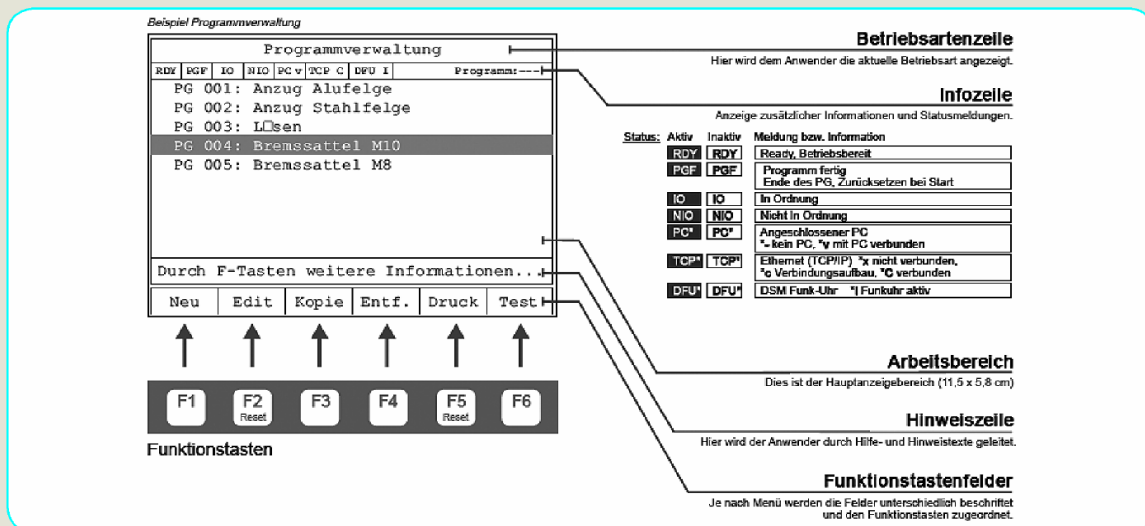 Beispiel Programmverwaltung
Programmverwaltung
RDY PGF IO NIO PC v TCP C DFU I Programm:---
PG 001: Anzug Alufelge
PG 002: Anzug Stahlfelge
PG 003: L□sen
PG 004: Bremssattel M10
PG 005: Bremssattel M8
Durch F-Tasten weitere Informationen...
Neu Edit Kopie Entf. Druck Test
F1 F2 F3 F4 F5 F6
Reset Reset
Funktionstasten
Betriebsartenzeile
Hier wird dem Anwender die aktuelle Betriebsart angezeigt.
Infozeile
Anzeige zusätzlicher Informationen und Statusmeldungen.
Status: Aktiv Inaktiv Meldung bzw. Information
RDY RDY Ready, Betriebsbereit
PGF PGF Programm fertig
Ende des PG, Zurücksetzen bei Start
IO IO In Ordnung
NIO NIO Nicht In Ordnung
PC* PC* Angeschlossener PC
*- kein PC, *v mit PC verbunden
TCP* TCP* Ethernet (TCP/IP) *x nicht verbunden,
*c Verbindungsaufbau, *C verbunden
DFU* DFU* DSM Funk-Uhr *| Funkuhr aktiv
Arbeitsbereich
Dies ist der Hauptanzeigebereich (11,5 x 5,8 cm)
Hinweiszeile
Hier wird der Anwender durch Hilfe- und Hinweistexte geleitet.
Funktionstastenfelder
Je nach Menü werden die Felder unterschiedlich beschriftet
und den Funktionstasten zugeordnet.